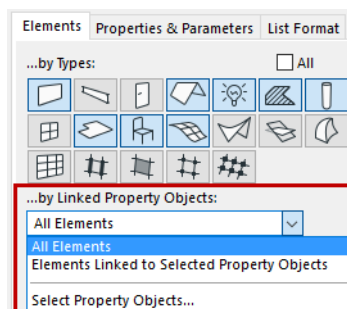 Elements Properties & Parameters List Format
...by Types: All
...by Linked Property Objects:
All Elements
All Elements
Elements Linked to Selected Property Objects
Select Property Objects...